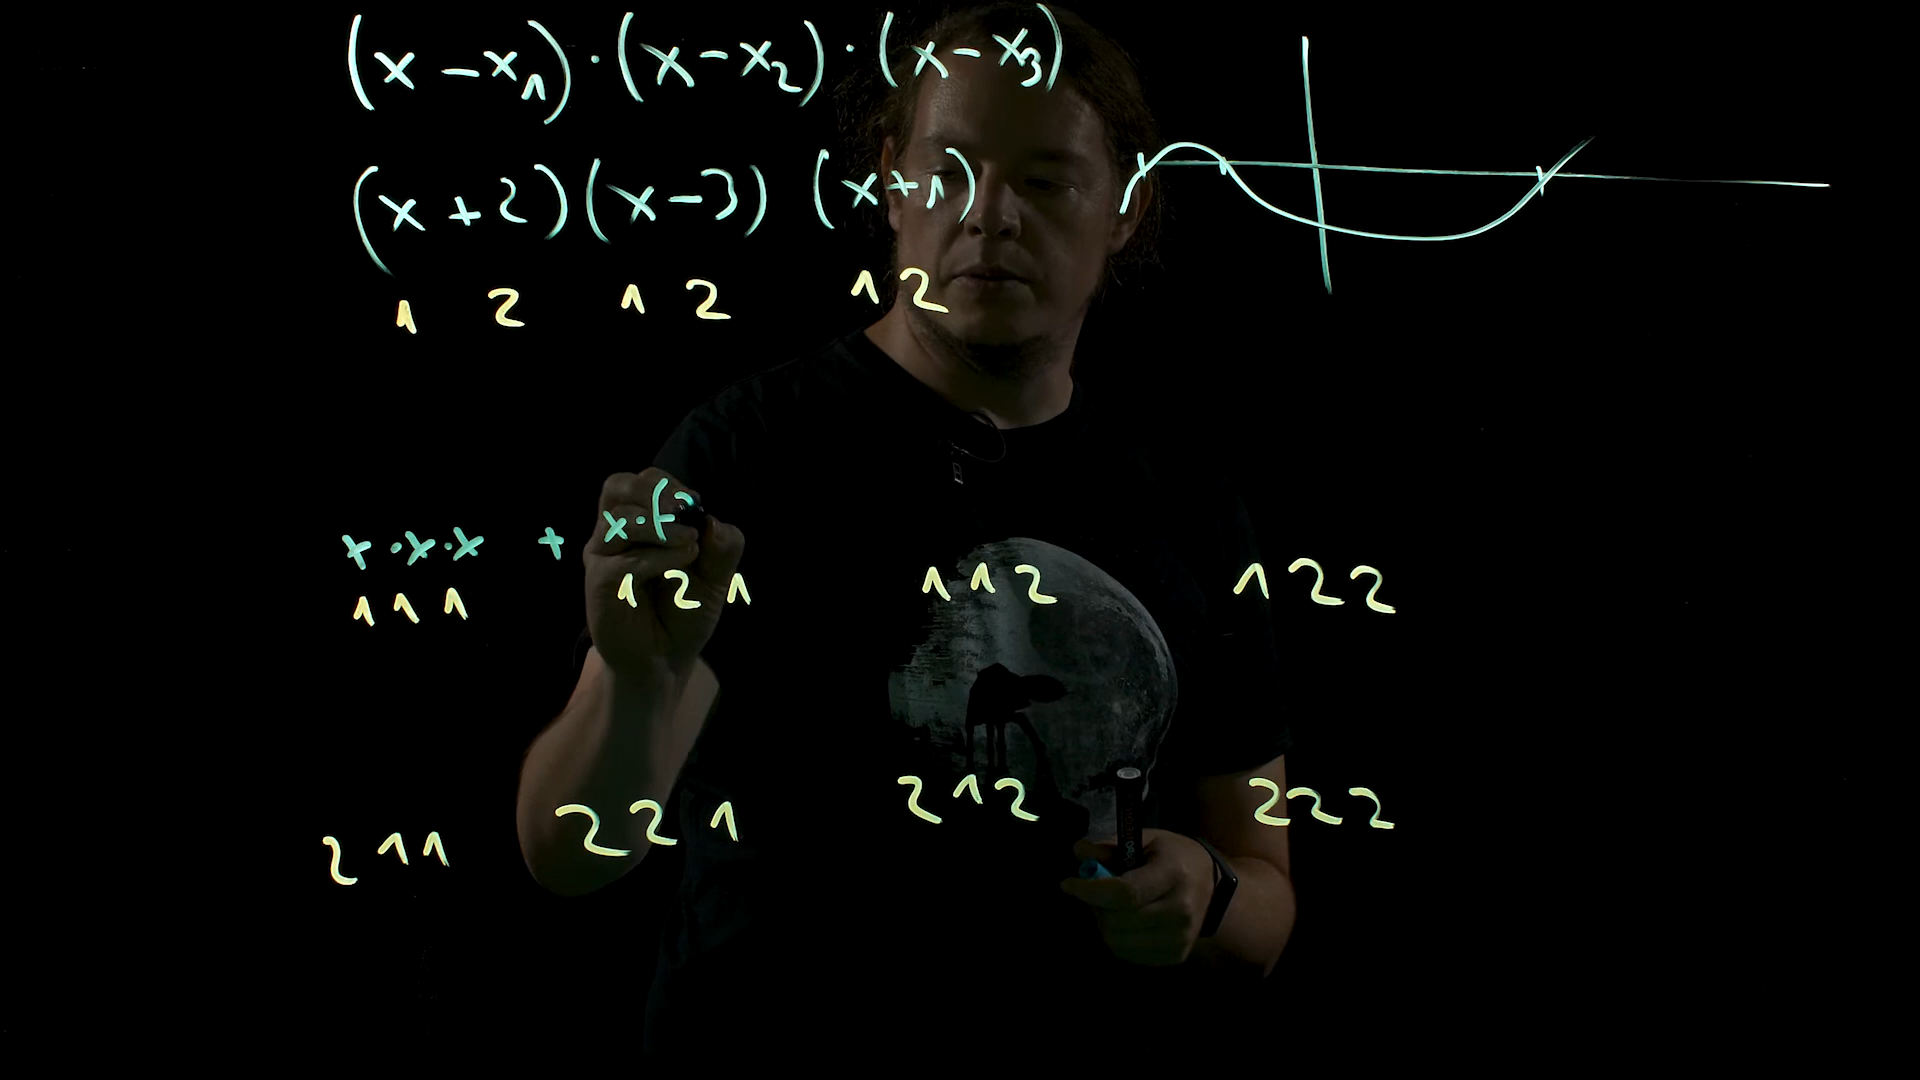 (x - x₁) · (x - x₂) · (x - x₃)
(x + 2) (x - 3) (x + 1)
1 2 1 2 1 2
x · x · x + x · (
1 1 1 1 2 1 1 1 2 1 2 2
2 1 1 2 2 1 2 1 2 2 2 2